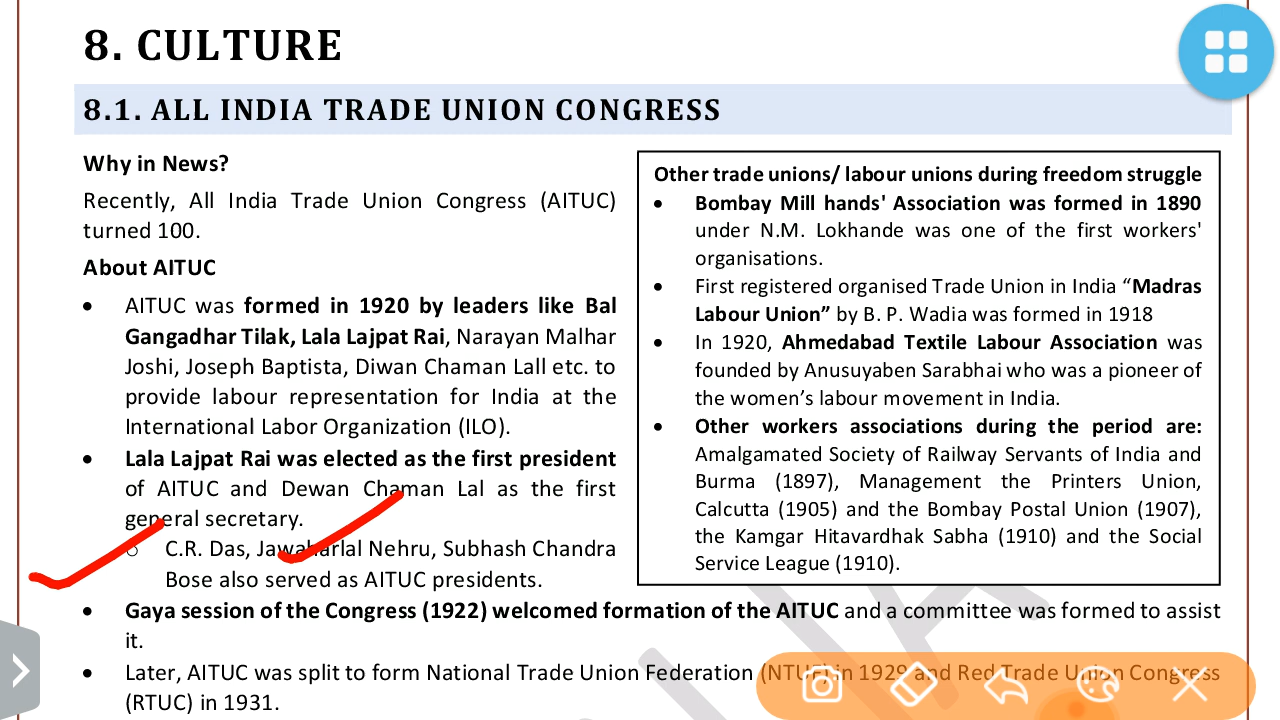 8. CULTURE
8.1. ALL INDIA TRADE UNION CONGRESS
Why in News?
Recently, All India Trade Union Congress (AITUC)
turned 100.
About AITUC
• AITUC was formed in 1920 by leaders like Bal
Gangadhar Tilak, Lala Lajpat Rai, Narayan Malhar
Joshi, Joseph Baptista, Diwan Chaman Lall etc. to
provide labour representation for India at the
International Labor Organization (ILO).
• Lala Lajpat Rai was elected as the first president
of AITUC and Dewan Chaman Lal as the first
general secretary.
○ C.R. Das, Jawaharlal Nehru, Subhash Chandra
Bose also served as AITUC presidents.
Other trade unions/ labour unions during freedom struggle
• Bombay Mill hands' Association was formed in 1890
under N.M. Lokhande was one of the first workers'
organisations.
• First registered organised Trade Union in India “Madras
Labour Union” by B. P. Wadia was formed in 1918
• In 1920, Ahmedabad Textile Labour Association was
founded by Anusuyaben Sarabhai who was a pioneer of
the women’s labour movement in India.
• Other workers associations during the period are:
Amalgamated Society of Railway Servants of India and
Burma (1897), Management the Printers Union,
Calcutta (1905) and the Bombay Postal Union (1907),
the Kamgar Hitavardhak Sabha (1910) and the Social
Service League (1910).
• Gaya session of the Congress (1922) welcomed formation of the AITUC and a committee was formed to assist
it.
• Later, AITUC was split to form National Trade Union Federation (NTUF) in 1929 and Red Trade Union Congress
(RTUC) in 1931.